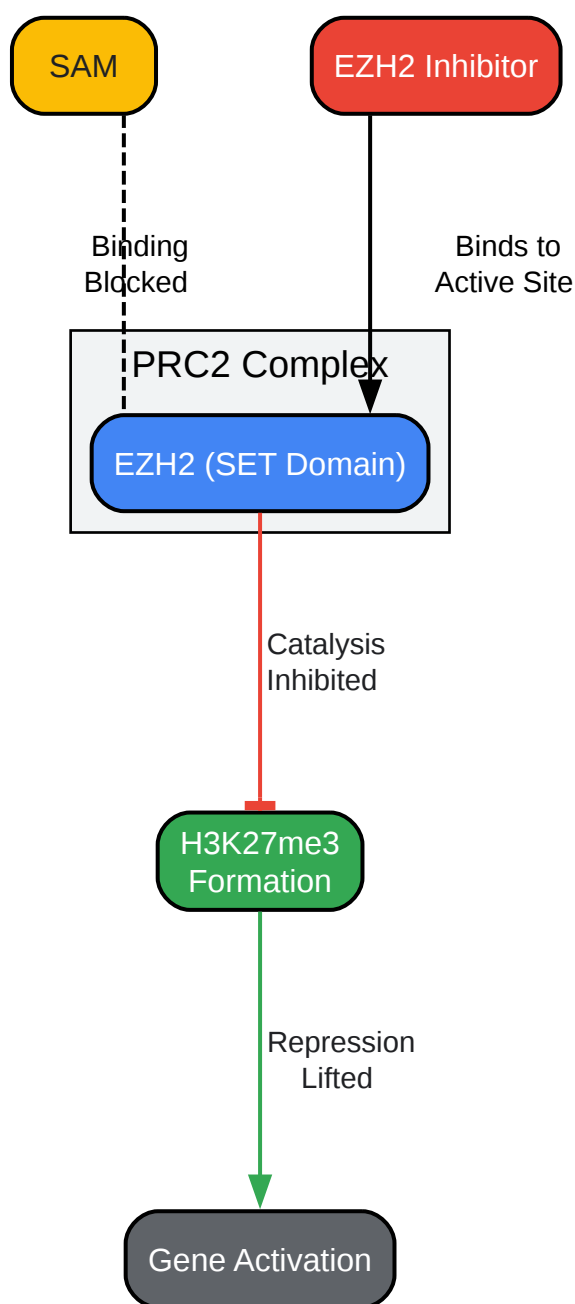 SAM
EZH2 Inhibitor
Binding
Blocked
Binds to
Active Site
PRC2 Complex
EZH2 (SET Domain)
Catalysis
Inhibited
H3K27me3
Formation
Repression
Lifted
Gene Activation